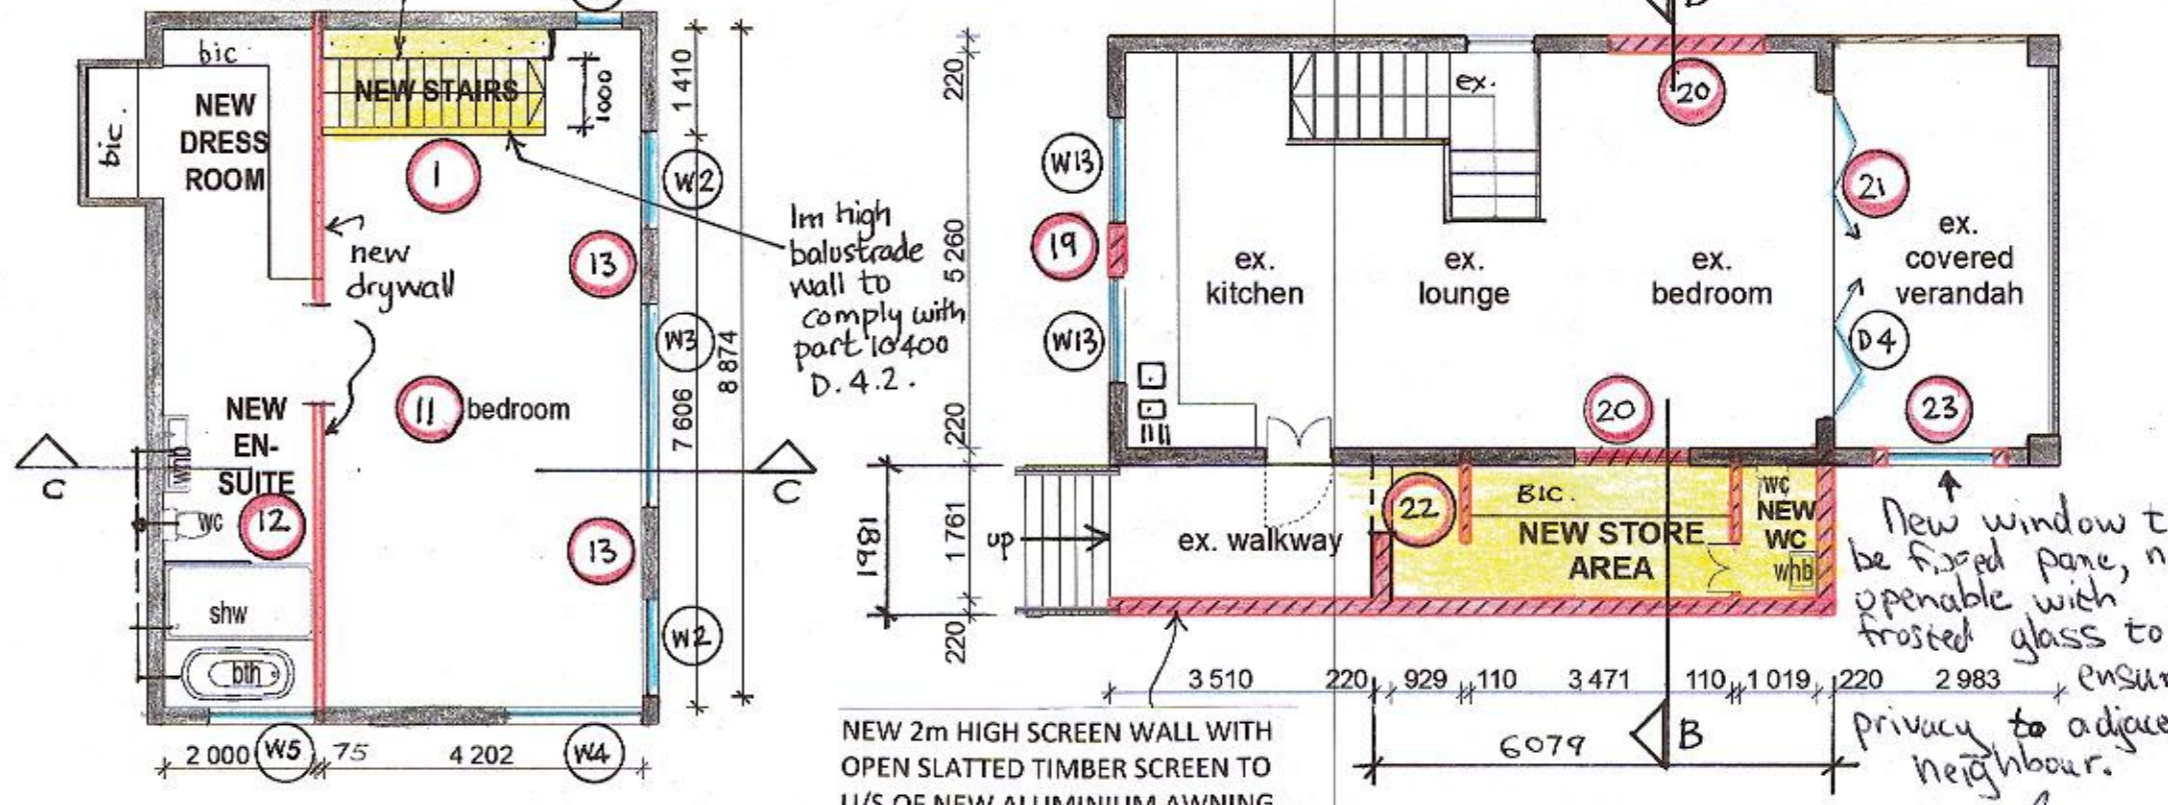 bic
bic.
NEW
DRESS
ROOM
NEW STAIRS
1
1000
1 410
W2
13
new
drywall
W3
8 874
7 606
11
bedroom
NEW
EN-
SUITE
whb
C
C
wc
12
13
W2
shw
bth
2 000
W5
75
4 202
W4
1m high
balustrade
wall to
comply with
part 10400
D.4.2.
220
5 260
220
W13
19
W13
ex.
kitchen
ex.
ex.
lounge
20
ex.
bedroom
21
ex.
covered
verandah
D4
20
23
1981
1 761
220
up
ex. walkway
22
BIC.
NEW STORE
AREA
wc
NEW
WC
whb
3 510
220
929
110
3 471
110
1 019
220
2 983
6079
B
New window t
be fixed pane, n
openable with
frosted glass to
ensur
privacy to adjace
neighbour.
NEW 2m HIGH SCREEN WALL WITH
OPEN SLATTED TIMBER SCREEN TO
U/S OF NEW ALUMINIUM AWNING